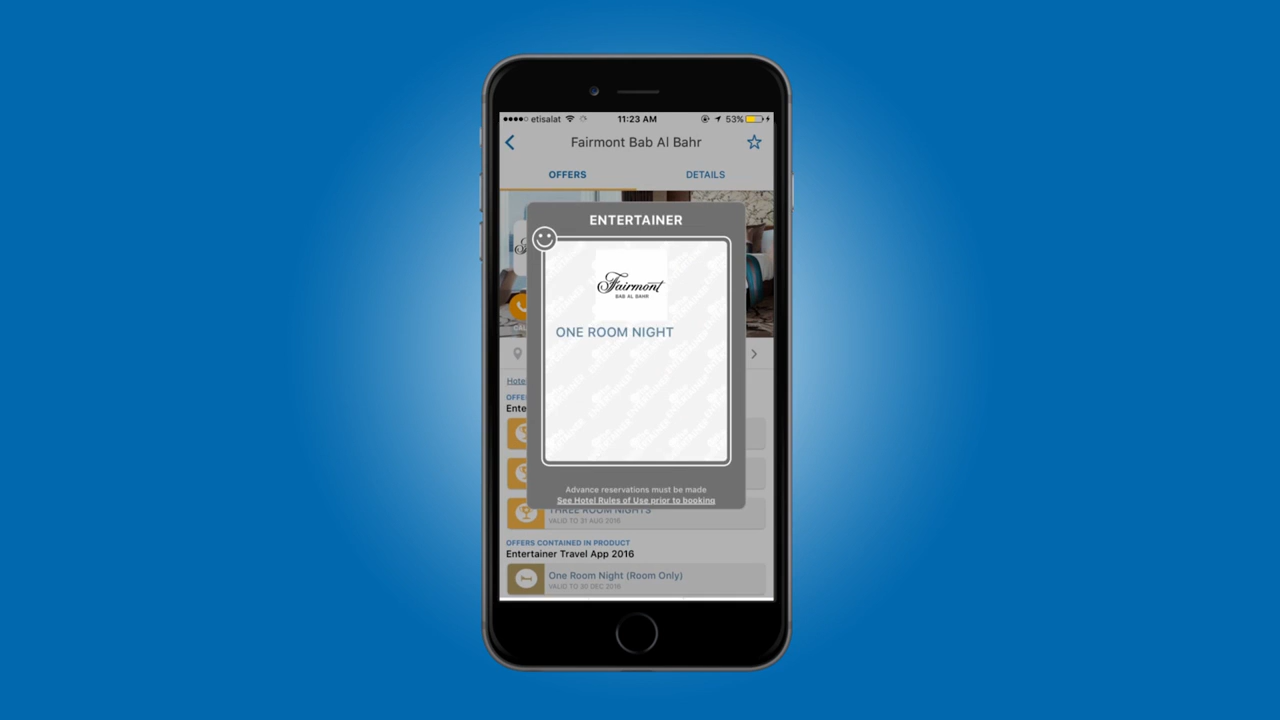 etisalat 11:23 AM 53%
Fairmont Bab Al Bahr
OFFERS DETAILS
ENTERTAINER
Fairmont
BAB AL BAHR
ONE ROOM NIGHT
Hote
OFFE
Ente
Advance reservations must be made
See Hotel Rules of Use prior to booking
THREE ROOM NIGHTS
VALID TO 31 AUG 2016
OFFERS CONTAINED IN PRODUCT
Entertainer Travel App 2016
One Room Night (Room Only)
VALID TO 30 DEC 2016